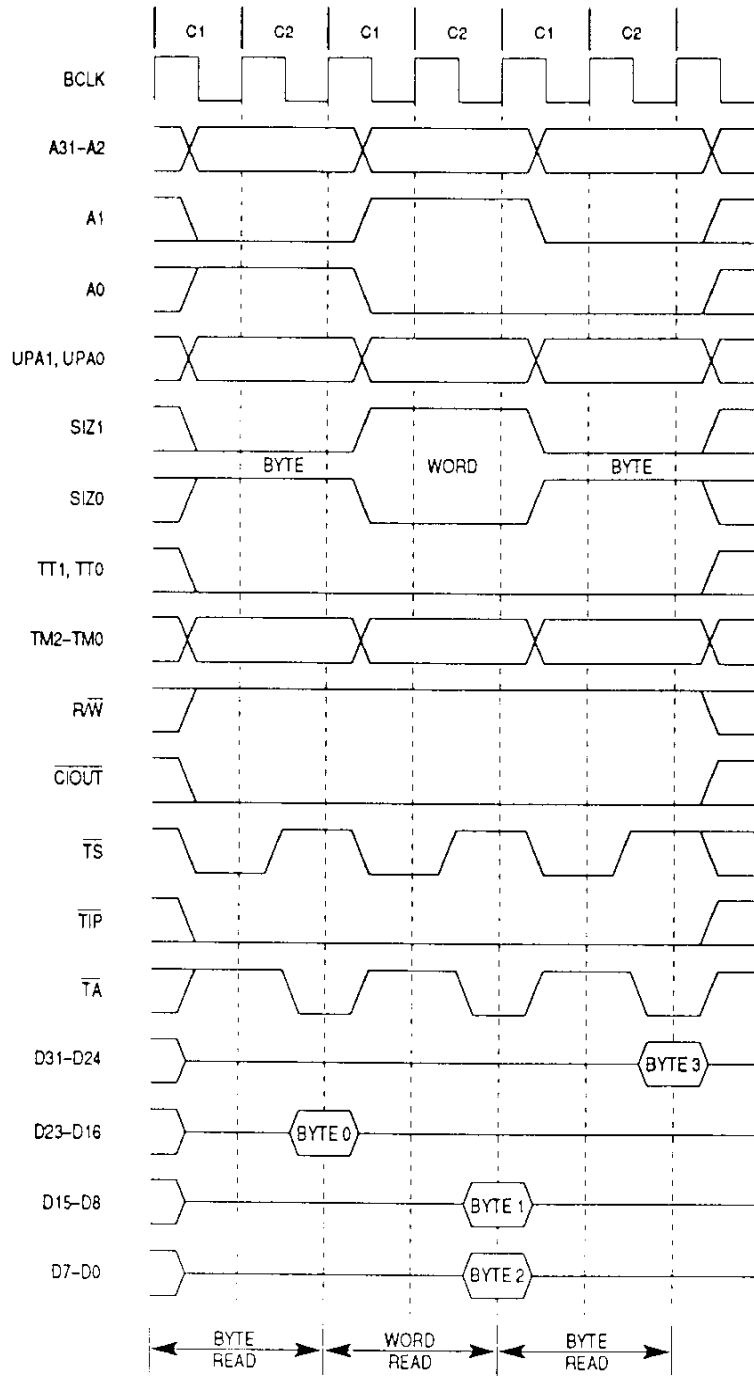 C1 C2 C1 C2 C1 C2
BCLK
A31–A2
A1
A0
UPA1, UPA0
SIZ1
BYTE WORD BYTE
SIZ0
TT1, TT0
TM2–TM0
R/W
CIOUT
TS
TIP
TA
D31–D24 BYTE 3
D23–D16 BYTE 0
D15–D8 BYTE 1
D7–D0 BYTE 2
BYTE WORD BYTE
READ READ READ